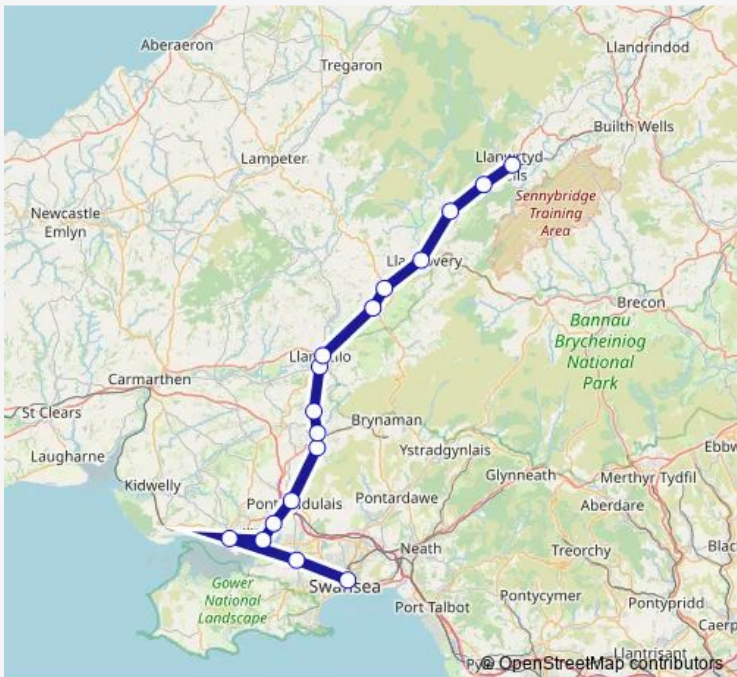 Aberaeron
Llandrindod
Tregaron
Builth Wells
Lampeter
Llanwrtyd
Sennybridge
Training
Area
Newcastle
Emlyn
Brecon
Bannau
Brycheiniog
National
Park
Carmarthen
St Clears
Brynaman
Laugharne
Ystradgynlais
Ebbw
Glynneath
Merthyr Tydfil
Kidwelly
Pontardawe
Aberdare
Neath
Treorchy
Gower
National
Landscape
Swansea
Port Talbot
Pontycymer
Pontypridd
Caerp
Llantrisant
© OpenStreetMap contributors